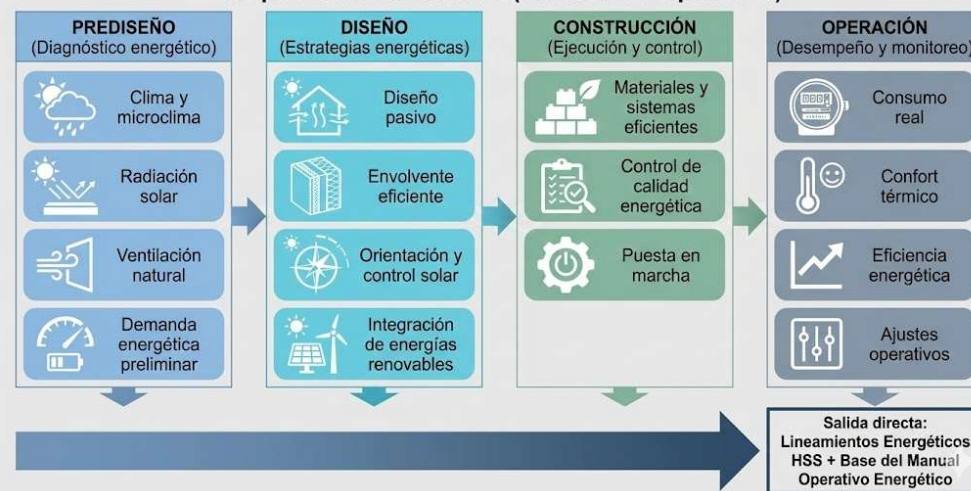 PREDISEÑO
(Diagnóstico energético)
Clima y
microclima
Radiación
solar
Ventilación
natural
Demanda
energética
preliminar
DISEÑO
(Estrategias energéticas)
Diseño
pasivo
Envolvente
eficiente
Orientación y
control solar
Integración
de energías
renovables
CONSTRUCCIÓN
(Ejecución y control)
Materiales y
sistemas
eficientes
Control de
calidad
energética
Puesta en
marcha
OPERACIÓN
(Desempeño y monitoreo)
Consumo
real
Confort
térmico
Eficiencia
energética
Ajustes
operativos
Salida directa:
Lineamientos Energéticos
HSS + Base del Manual
Operativo Energético